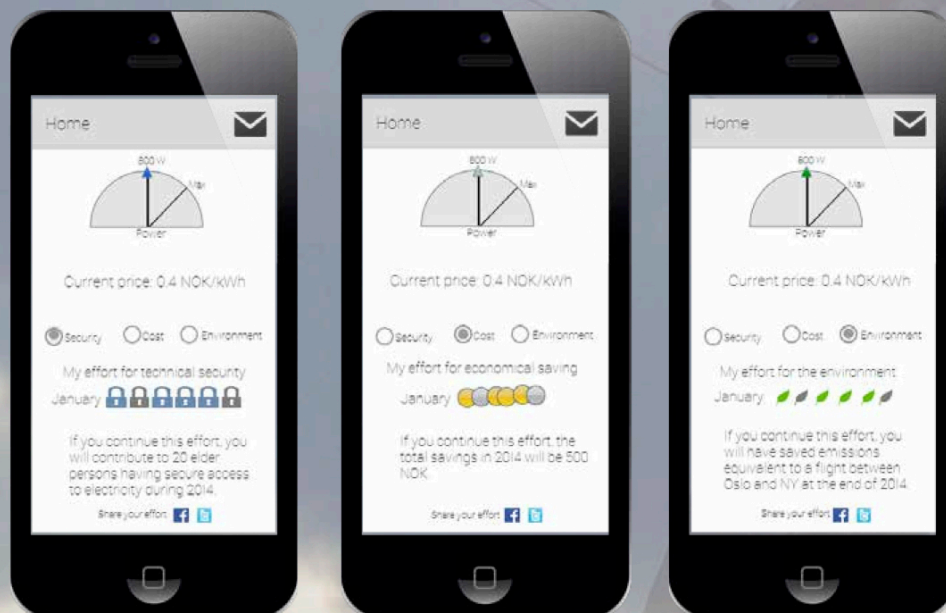 Home
800 W
Max
Power
Current price: 0.4 NOK/kWh
Security Cost Environment
My effort for technical security
January
If you continue this effort, you
will contribute to 20 elder
persons having secure access
to electricity during 2014.
Share your effort
Home
800 W
Max
Power
Current price: 0.4 NOK/kWh
Security Cost Environment
My effort for economical saving
January
If you continue this effort, the
total savings in 2014 will be 500
NOK
Share your effort
Home
800 W
Max
Power
Current price: 0.4 NOK/kWh
Security Cost Environment
My effort for the environment
January
If you continue this effort, you
will have saved emissions
equivalent to a flight between
Oslo and NY at the end of 2014.
Share your effort